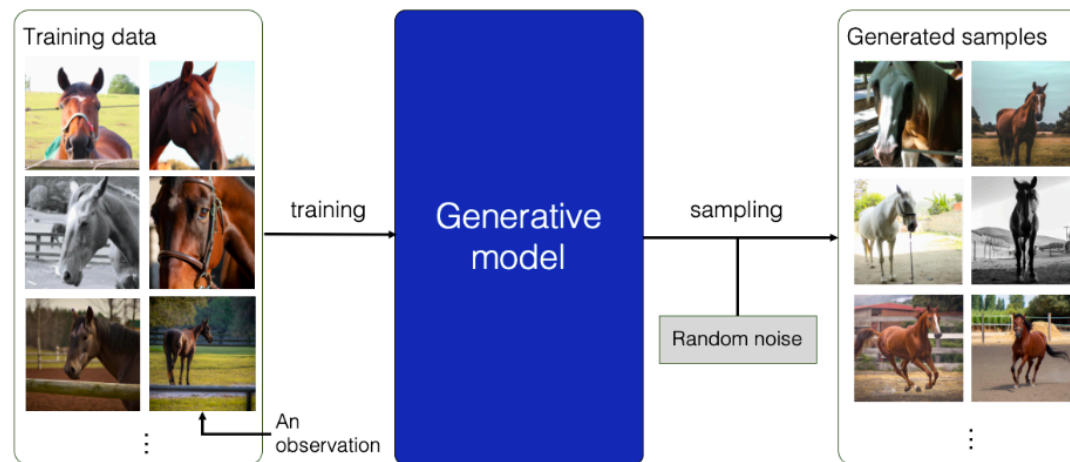 Training data
training
An
observation
Generative
model
sampling
Random noise
Generated samples